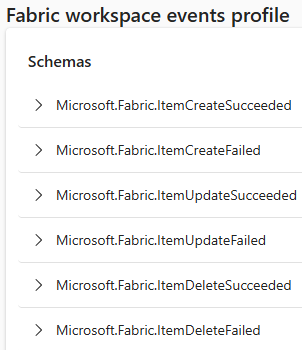 Fabric workspace events profile
Schemas
Microsoft.Fabric.ItemCreateSucceeded
Microsoft.Fabric.ItemCreateFailed
Microsoft.Fabric.ItemUpdateSucceeded
Microsoft.Fabric.ItemUpdateFailed
Microsoft.Fabric.ItemDeleteSucceeded
Microsoft.Fabric.ItemDeleteFailed